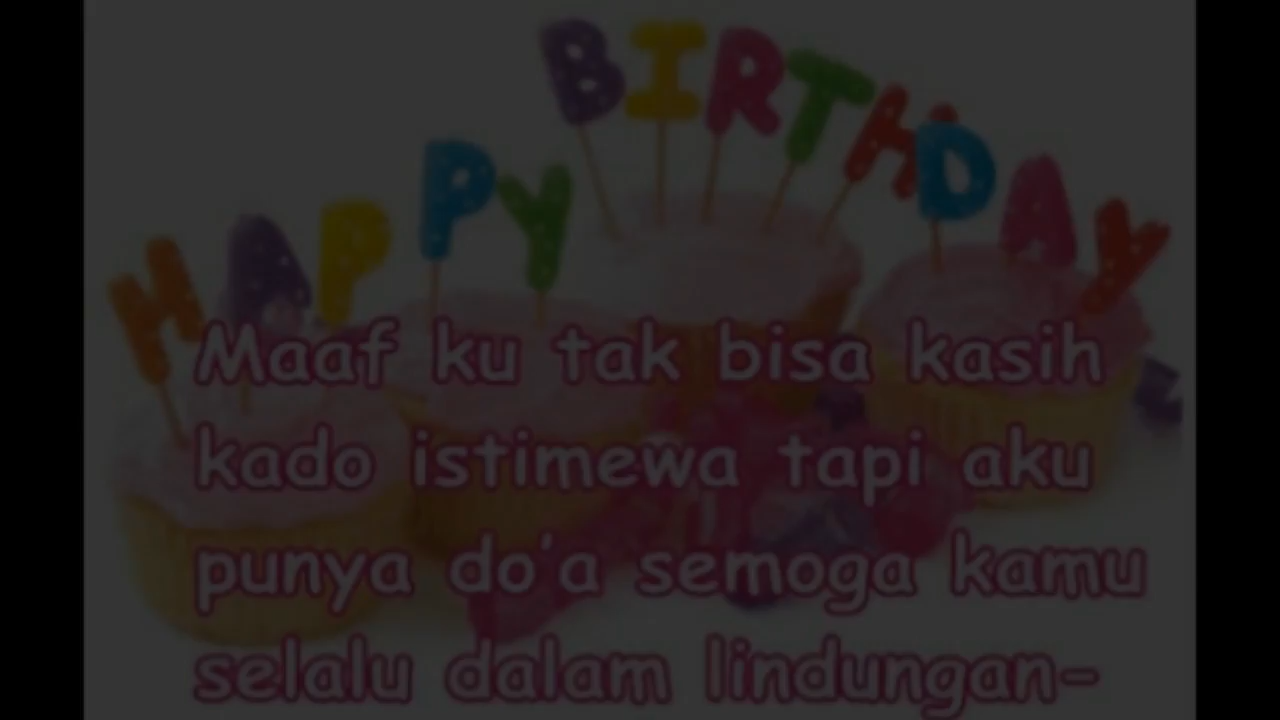 HAPPY BIRTHDAY
Maaf ku tak bisa kasih
kado istimewa tapi aku
punya do'a semoga kamu
selalu dalam lindungan-